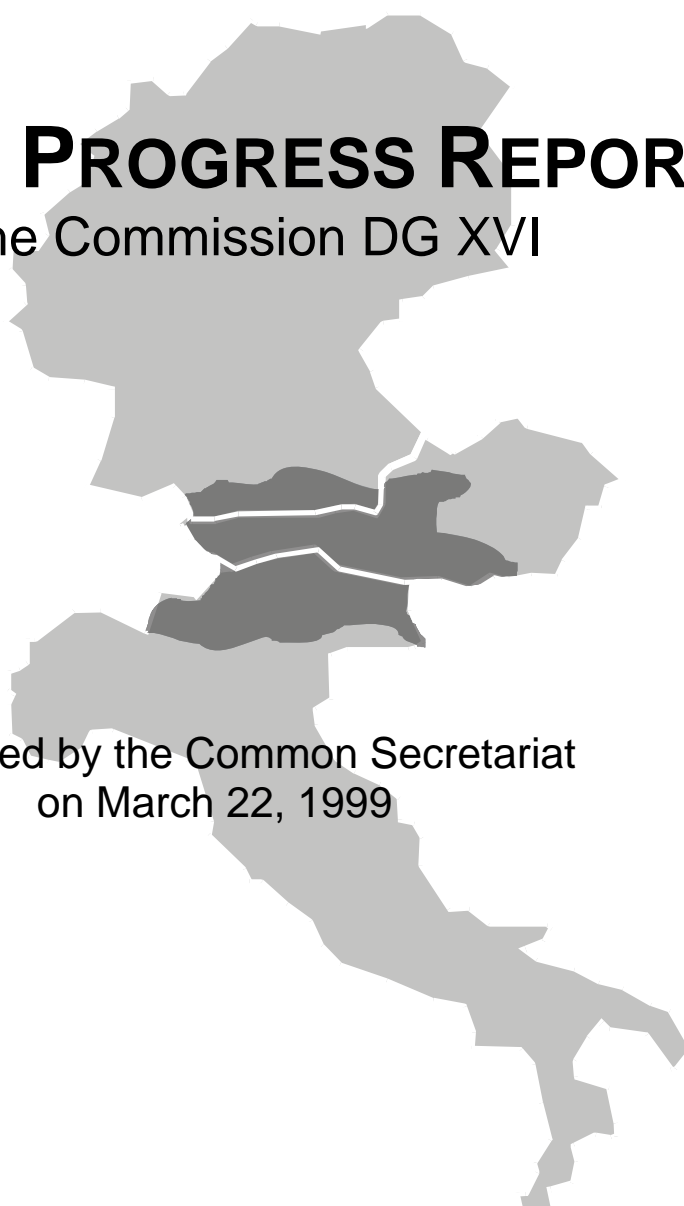 PROGRESS REPOR
he Commission DG XVI
ed by the Common Secretariat
on March 22, 1999